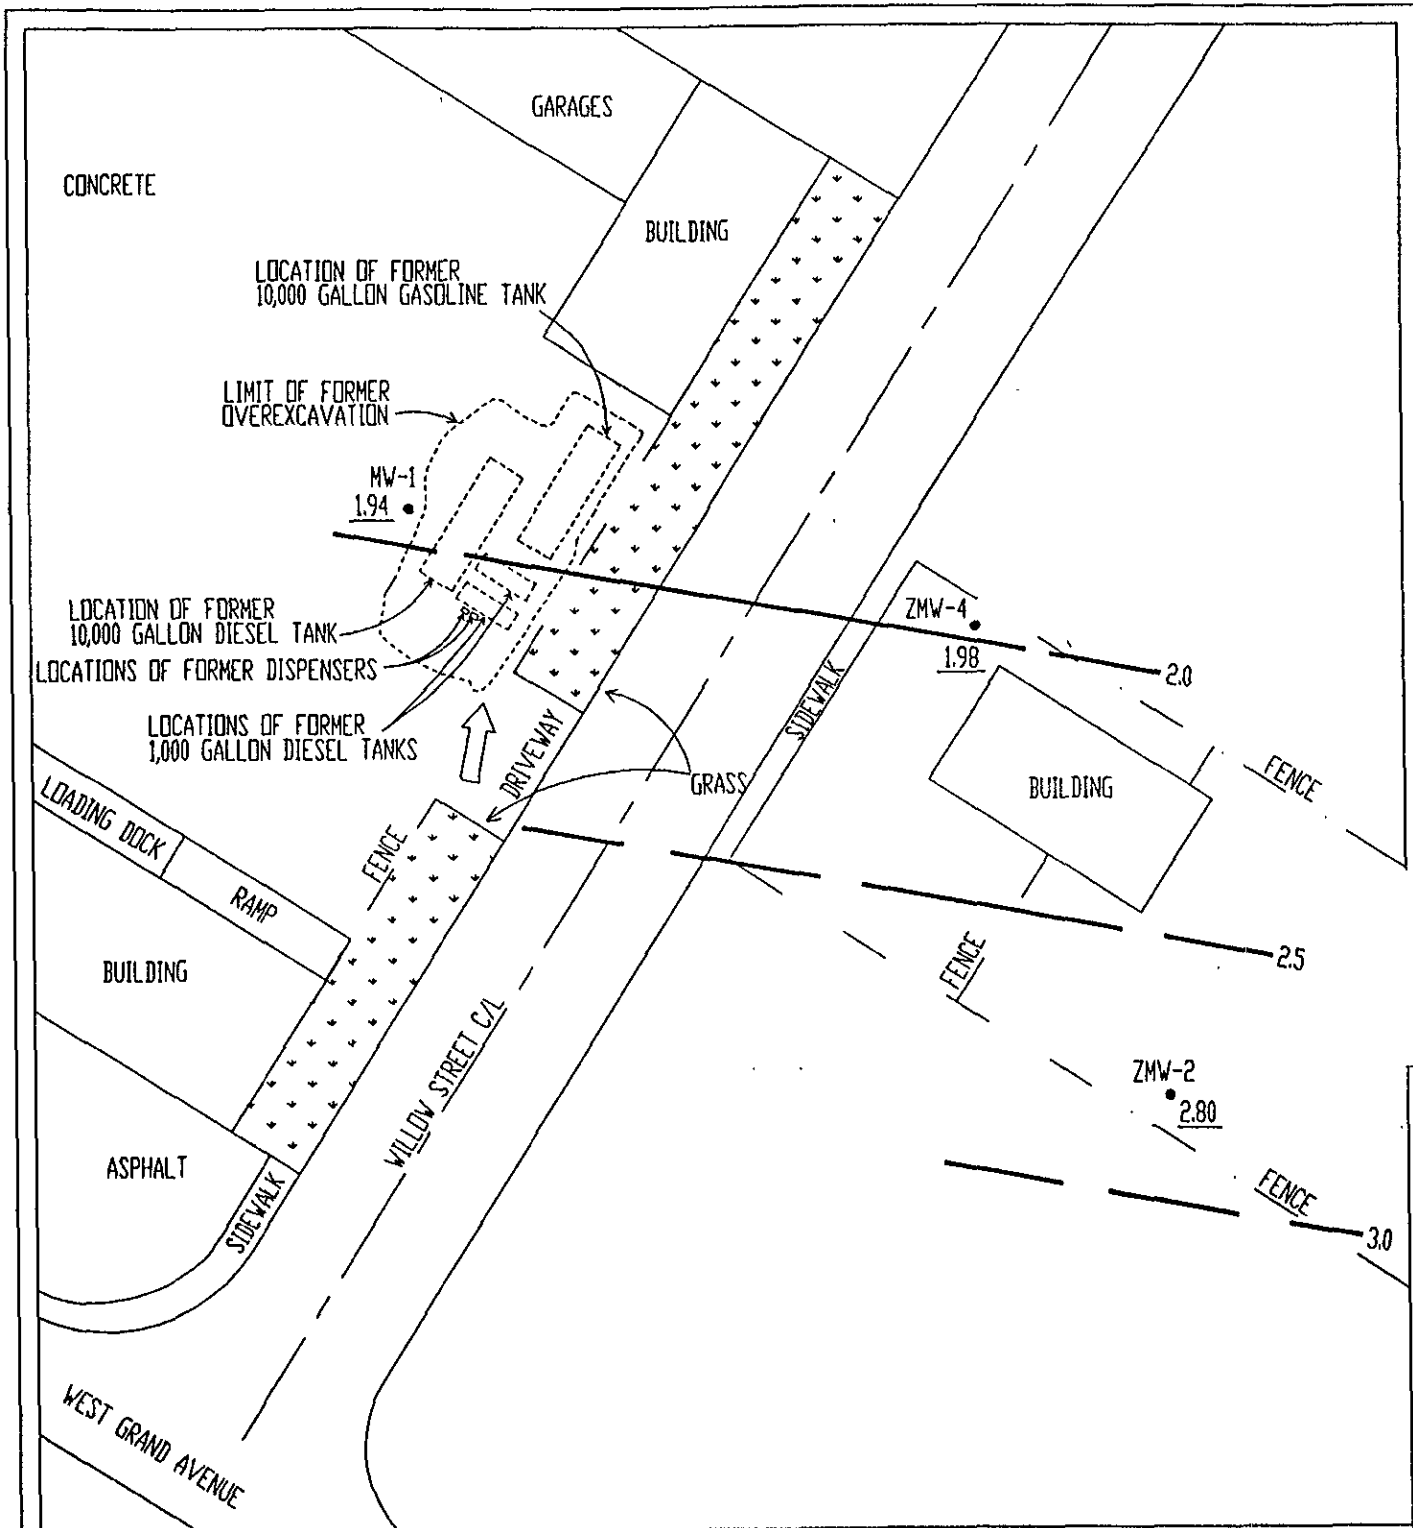 GARAGES
CONCRETE
BUILDING
LOCATION OF FORMER
10,000 GALLON GASOLINE TANK
LIMIT OF FORMER
OVEREXCAVATION
MW-1
1.94
ZMW-4
1.98
2.0
LOCATION OF FORMER
10,000 GALLON DIESEL TANK
LOCATIONS OF FORMER DISPENSERS
LOCATIONS OF FORMER
1,000 GALLON DIESEL TANKS
SIDEWALK
DRIVEWAY
GRASS
BUILDING
FENCE
LOADING DOCK
RAMP
FENCE
BUILDING
FENCE
2.5
WILLOW STREET C/L
ZMW-2
2.80
ASPHALT
SIDEWALK
FENCE
3.0
WEST GRAND AVENUE